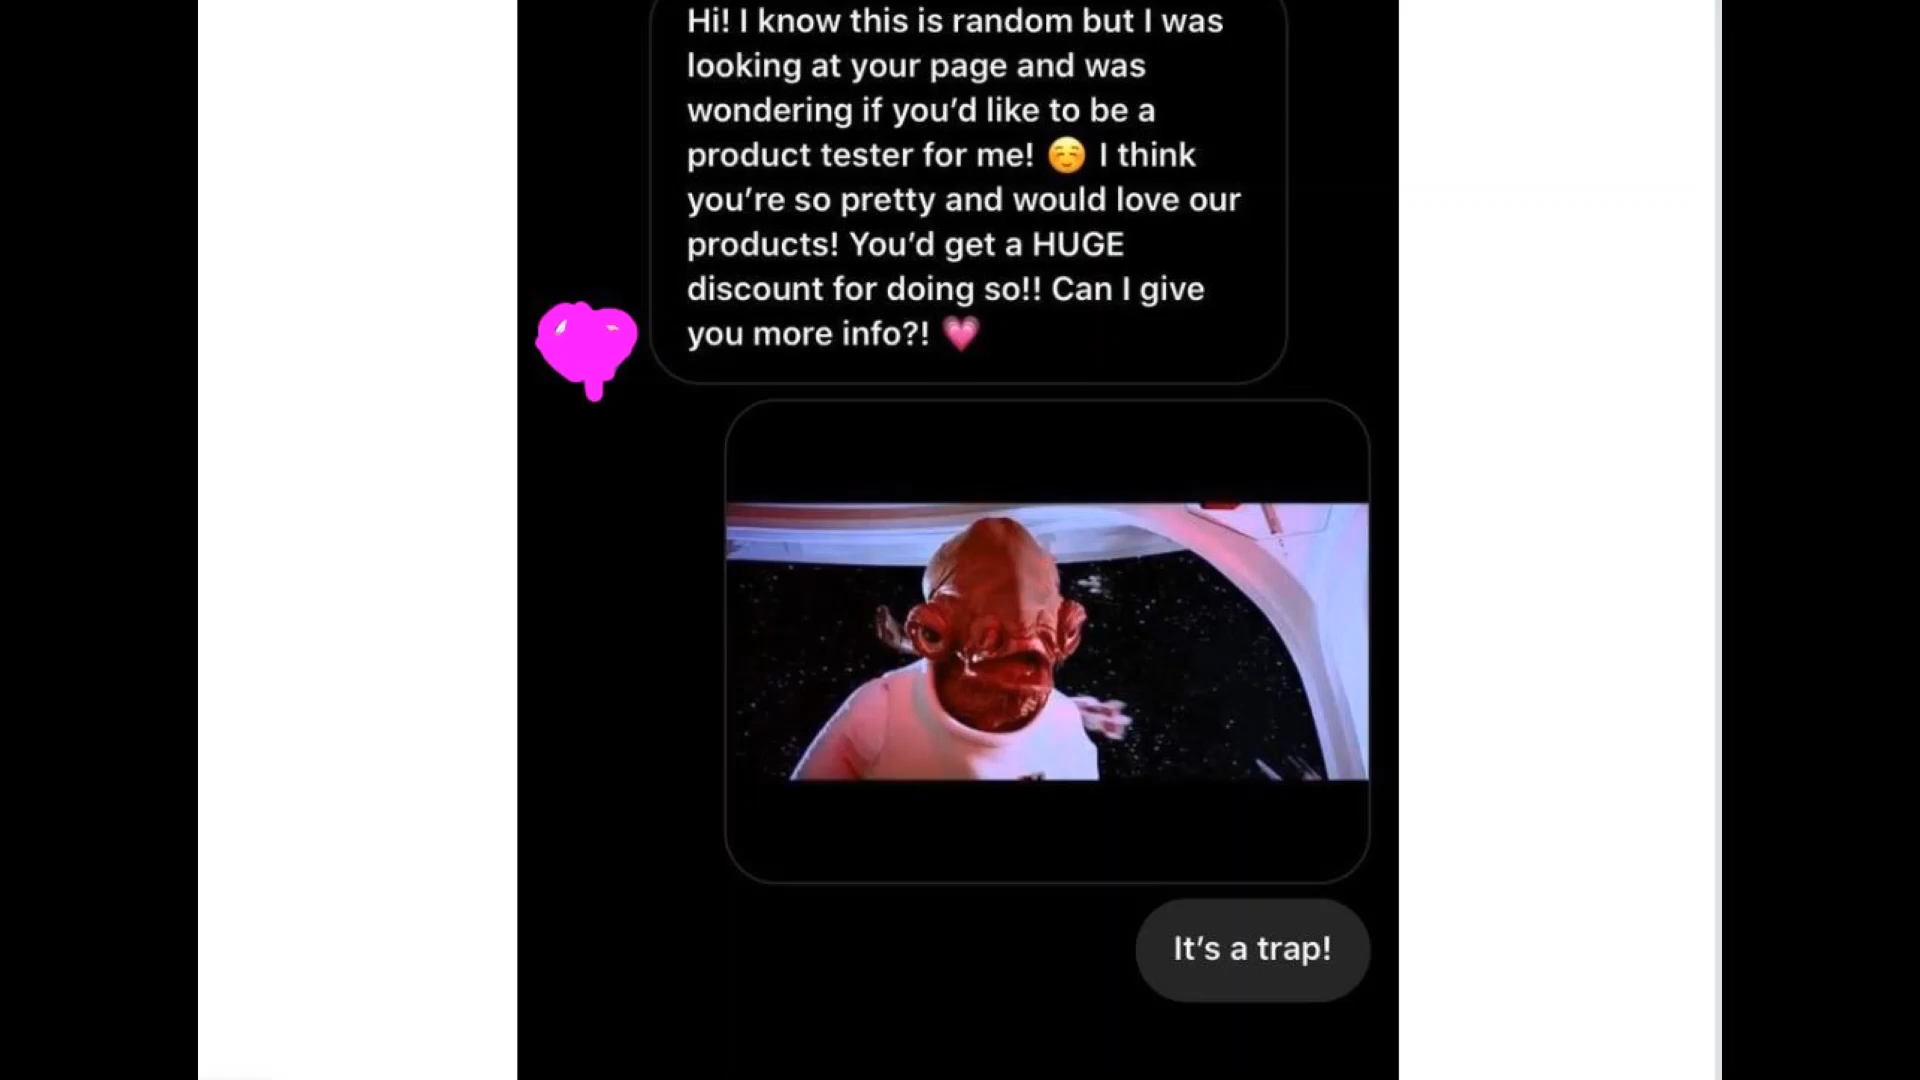 Hi! I know this is random but I was
looking at your page and was
wondering if you’d like to be a
product tester for me! ☺️ I think
you’re so pretty and would love our
products! You’d get a HUGE
discount for doing so!! Can I give
you more info?! 💗
It’s a trap!